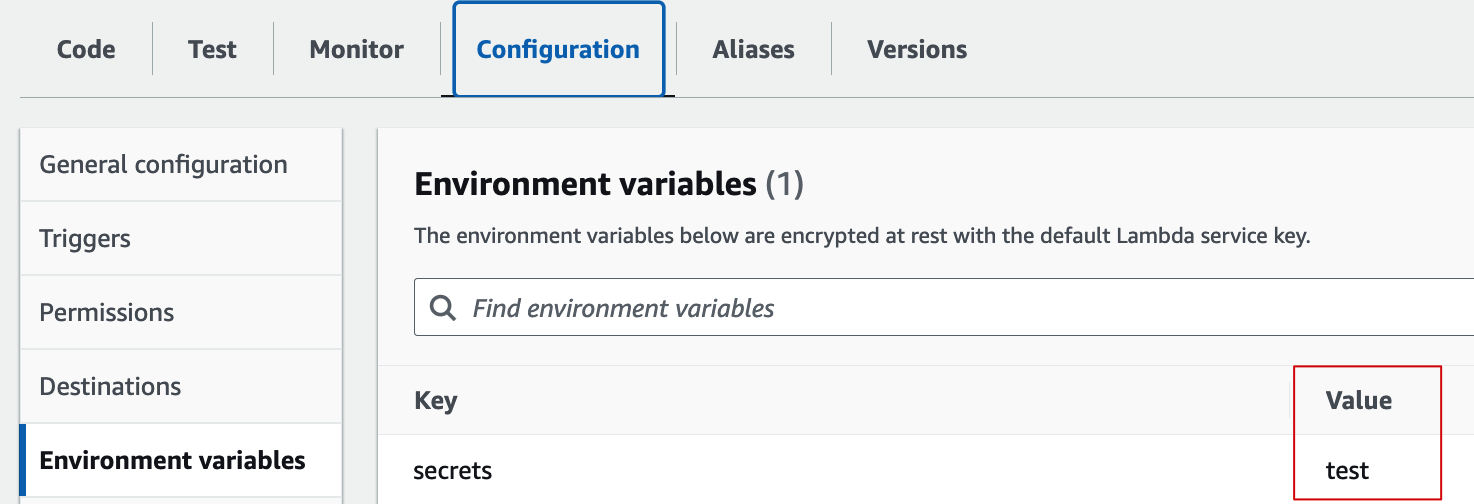 Code Test Monitor Configuration Aliases Versions
General configuration
Triggers
Permissions
Destinations
Environment variables
Environment variables (1)
The environment variables below are encrypted at rest with the default Lambda service key.
Find environment variables
Key Value
secrets test